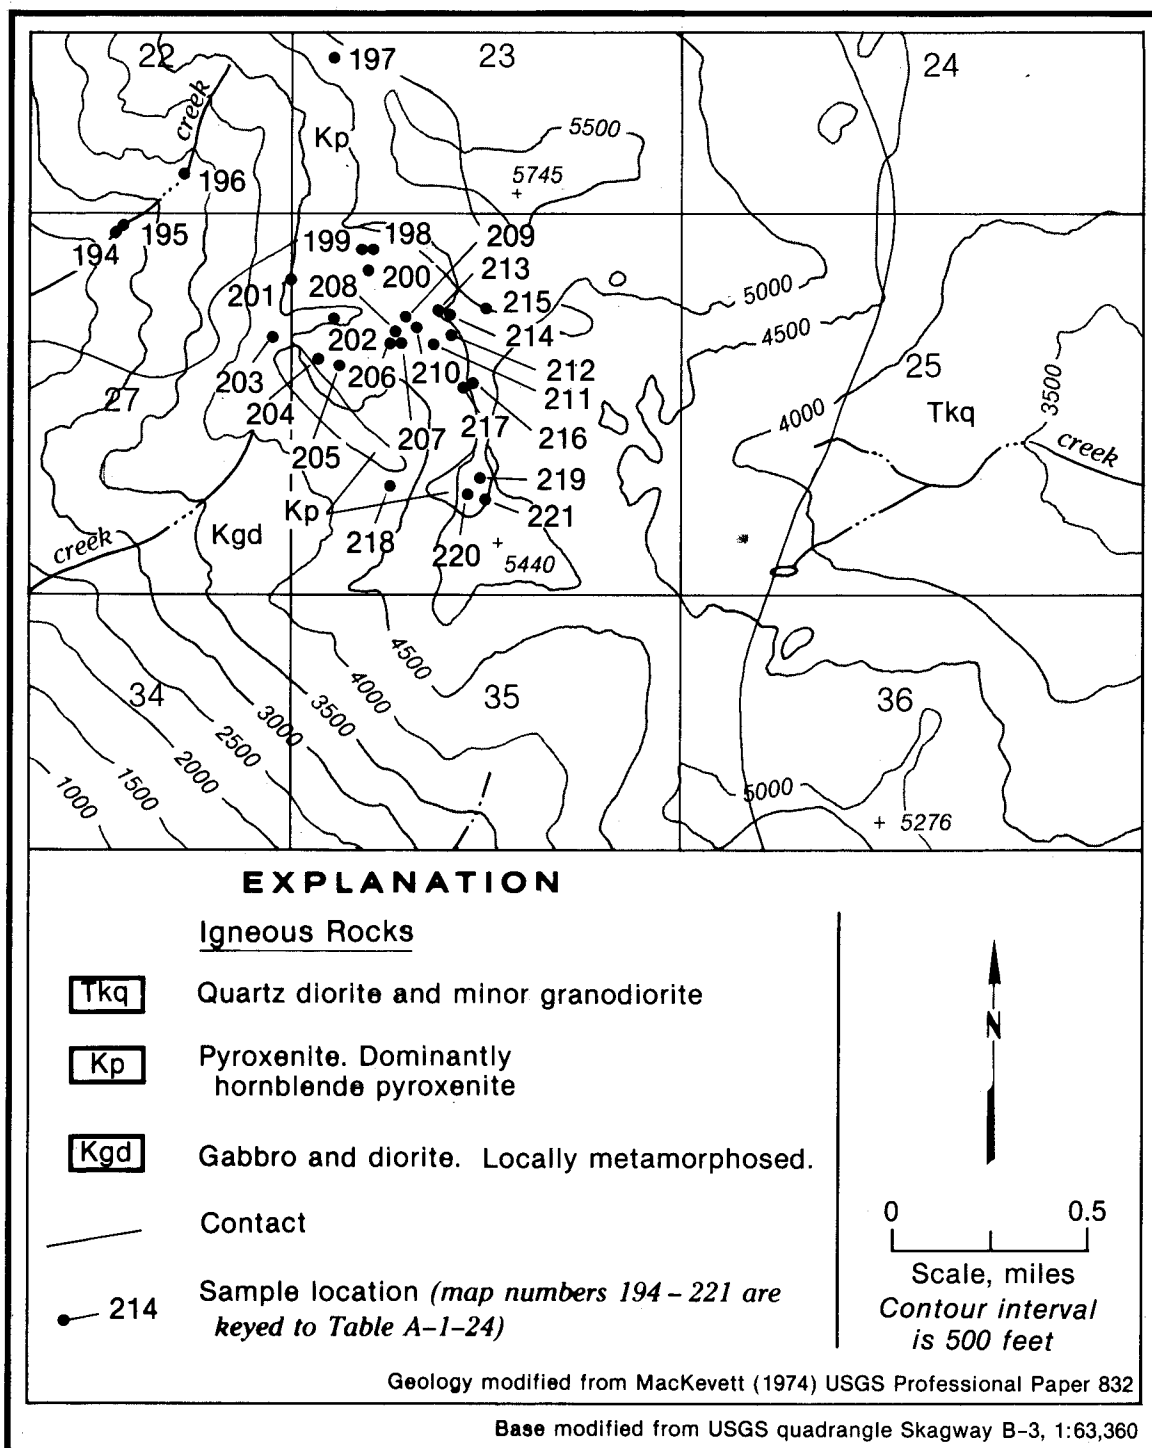 22
197
23
24
creek
Kp
5500
5745
196
194
195
199
198
209
213
201
208
200
215
5000
202
214
4500
203
206
210
212
25
27
204
211
4000
3500
Tkq
205
207
217
216
creek
219
Kp
221
creek
Kgd
218
220
5440
34
4500
4000
35
36
3500
3000
2500
2000
1500
1000
5000
5276
EXPLANATION
Igneous Rocks
Tkq Quartz diorite and minor granodiorite
Kp Pyroxenite. Dominantly
hornblende pyroxenite
Kgd Gabbro and diorite. Locally metamorphosed.
Contact
214 Sample location (map numbers 194 – 221 are
keyed to Table A–1–24)
N
0 0.5
Scale, miles
Contour interval
is 500 feet
Geology modified from MacKevett (1974) USGS Professional Paper 832
Base modified from USGS quadrangle Skagway B–3, 1:63,360